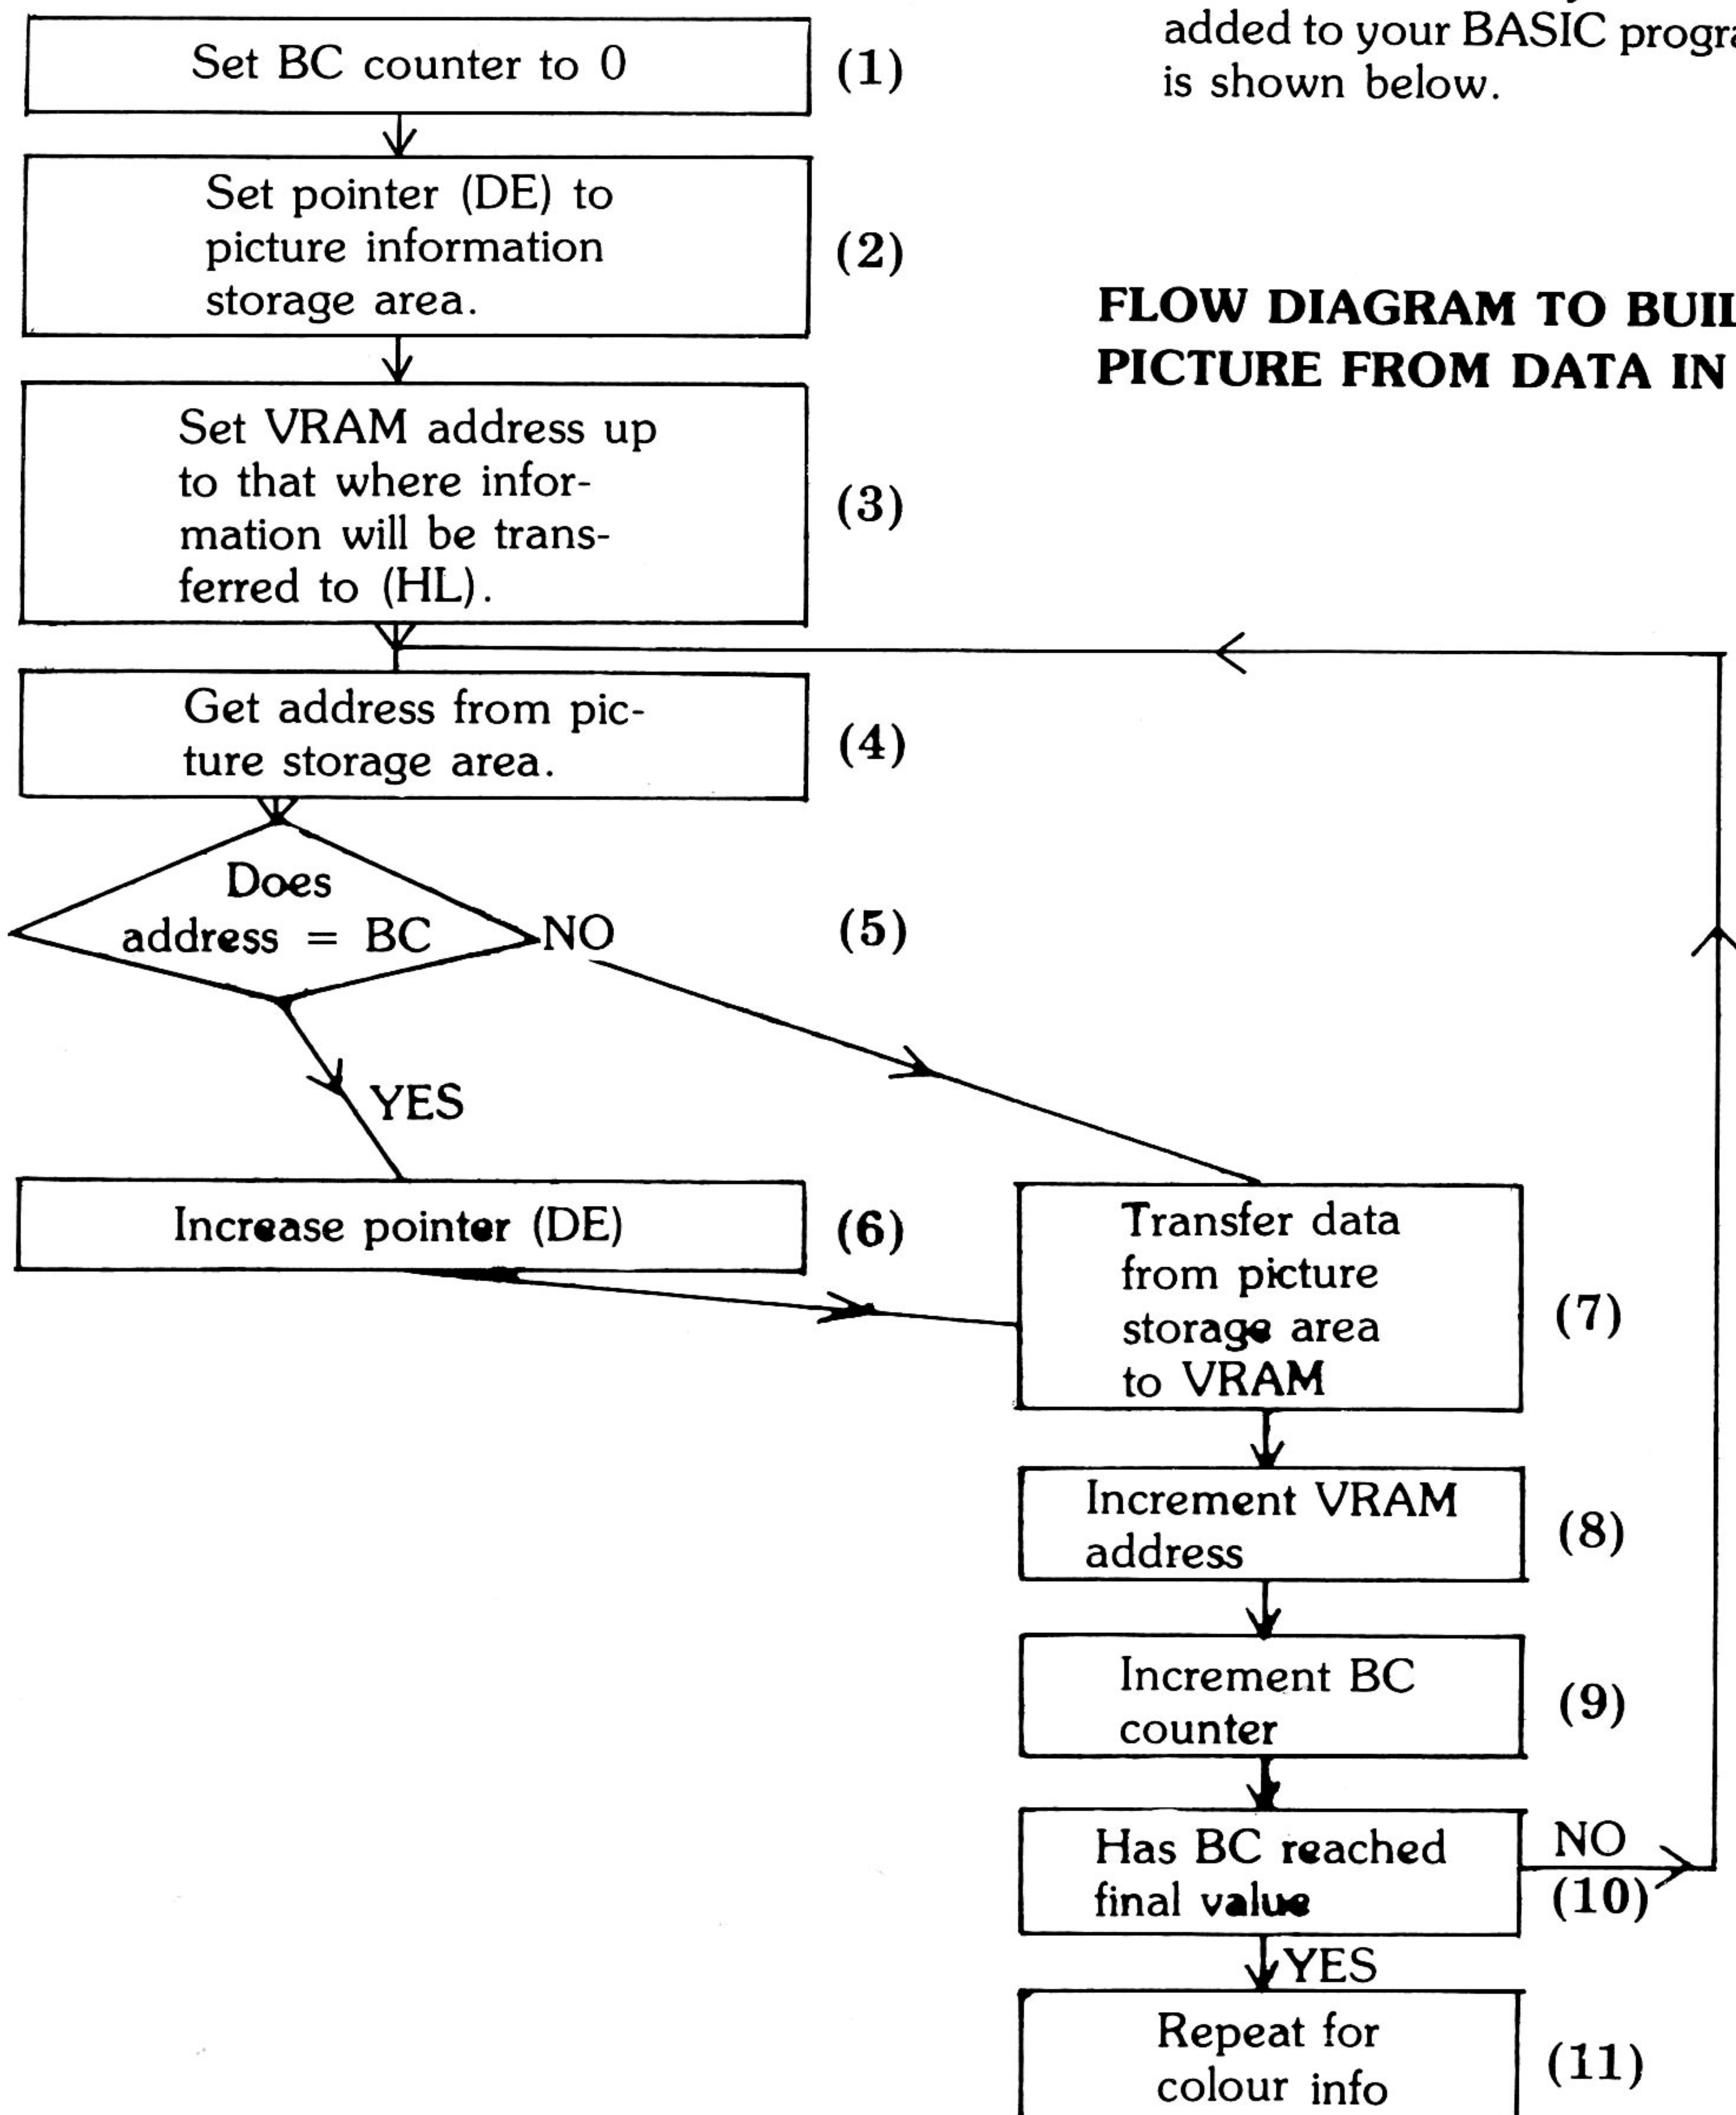 added to your BASIC
is shown below.
FLOW DIAGRAM TO
PICTURE FROM DATA IN
Set BC counter to 0
(1)
Set pointer (DE) to
picture information
storage area.
(2)
Set VRAM address up
to that where infor-
mation will be trans-
ferred to (HL).
(3)
Get address from pic-
ture storage area.
(4)
Does
address = BC
NO
(5)
YES
Increase pointer (DE)
(6)
Transfer data
from picture
storage area
to VRAM
(7)
Increment VRAM
address
(8)
Increment BC
counter
(9)
Has BC reached
final value
NO
(10)
YES
Repeat for
colour info
(11)